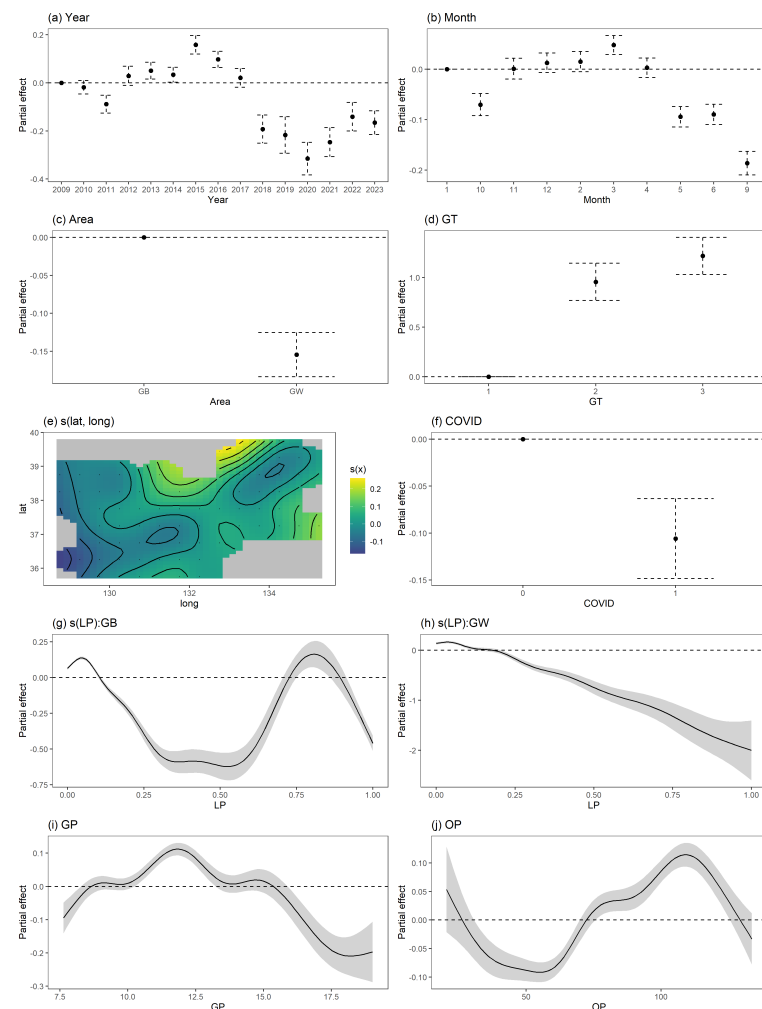 (a) Year
(b) Month
Partial effect
0.2
0.0
-0.2
-0.4
2009 2010 2011 2012 2013 2014 2015 2016 2017 2018 2019 2020 2021 2022 2023
Year
Partial effect
0.0
-0.1
-0.2
1 10 11 12 2 3 4 5 6 9
Month
(c) Area
(d) GT
Partial effect
0.00
-0.05
-0.10
-0.15
GB GW
Area
Partial effect
1.0
0.5
0.0
1 2 3
GT
(e) s(lat, long)
(f) COVID
lat
40
39
38
37
36
130 132 134
long
s(x)
0.2
0.1
0.0
-0.1
Partial effect
0.00
-0.05
-0.10
-0.15
0 1
COVID
(g) s(LP):GB
(h) s(LP):GW
Partial effect
0.25
0.00
-0.25
-0.50
-0.75
0.00 0.25 0.50 0.75 1.00
LP
Partial effect
0
-1
-2
0.00 0.25 0.50 0.75 1.00
LP
(i) GP
(j) OP
Partial effect
0.1
0.0
-0.1
-0.2
-0.3
7.5 10.0 12.5 15.0 17.5
GP
Partial effect
0.10
0.05
0.00
-0.05
-0.10
50 100
OP